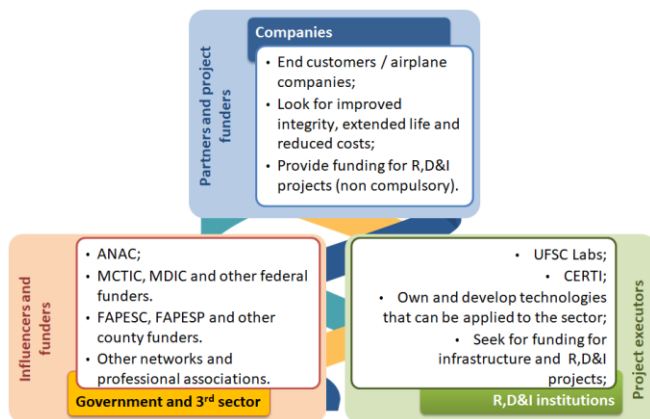 Partners and project
funders
Companies
• End customers / airplane
companies;
• Look for improved
integrity, extended life and
reduced costs;
• Provide funding for R,D&I
projects (non compulsory).
Influencers and
funders
• ANAC;
• MCTIC, MDIC and other federal
funders.
• FAPESC, FAPESP and other
county funders.
• Other networks and
professional associations.
Government and 3rd sector
• UFSC Labs;
• CERTI;
• Own and develop technologies
that can be applied to the sector;
• Seek for funding for
infrastructure and R,D&I
projects;
R,D&I institutions
Project executors